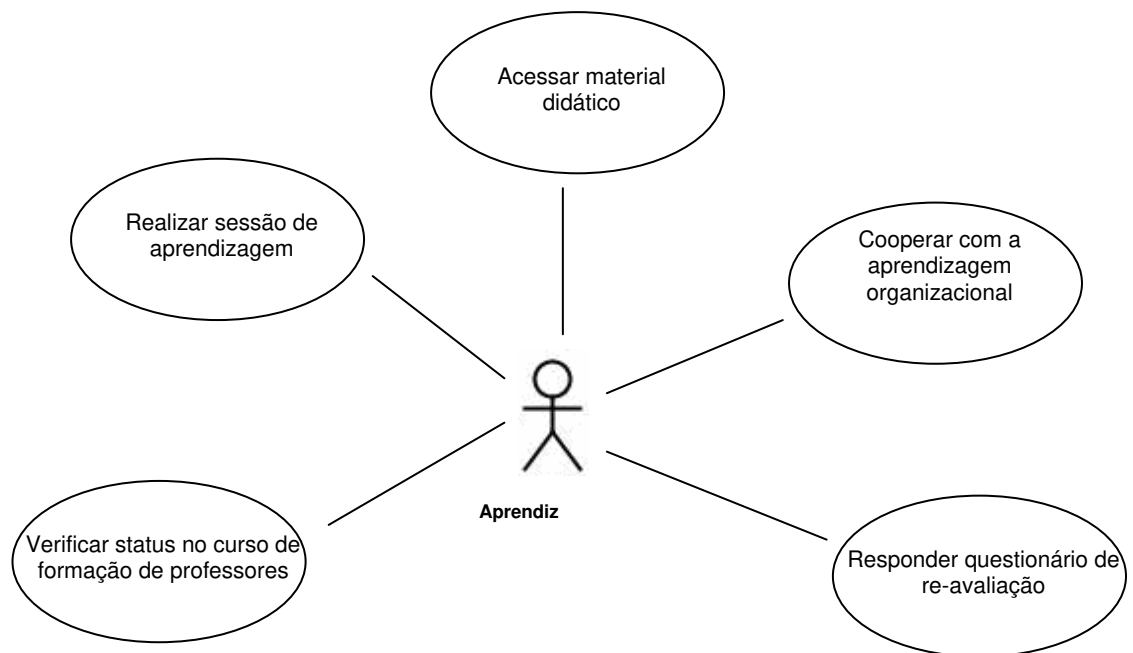 Acessar material
didático
Realizar sessão de
aprendizagem
Cooperar com a
aprendizagem
organizacional
Aprendiz
Verificar status no curso de
formação de professores
Responder questionário de
re-avaliação